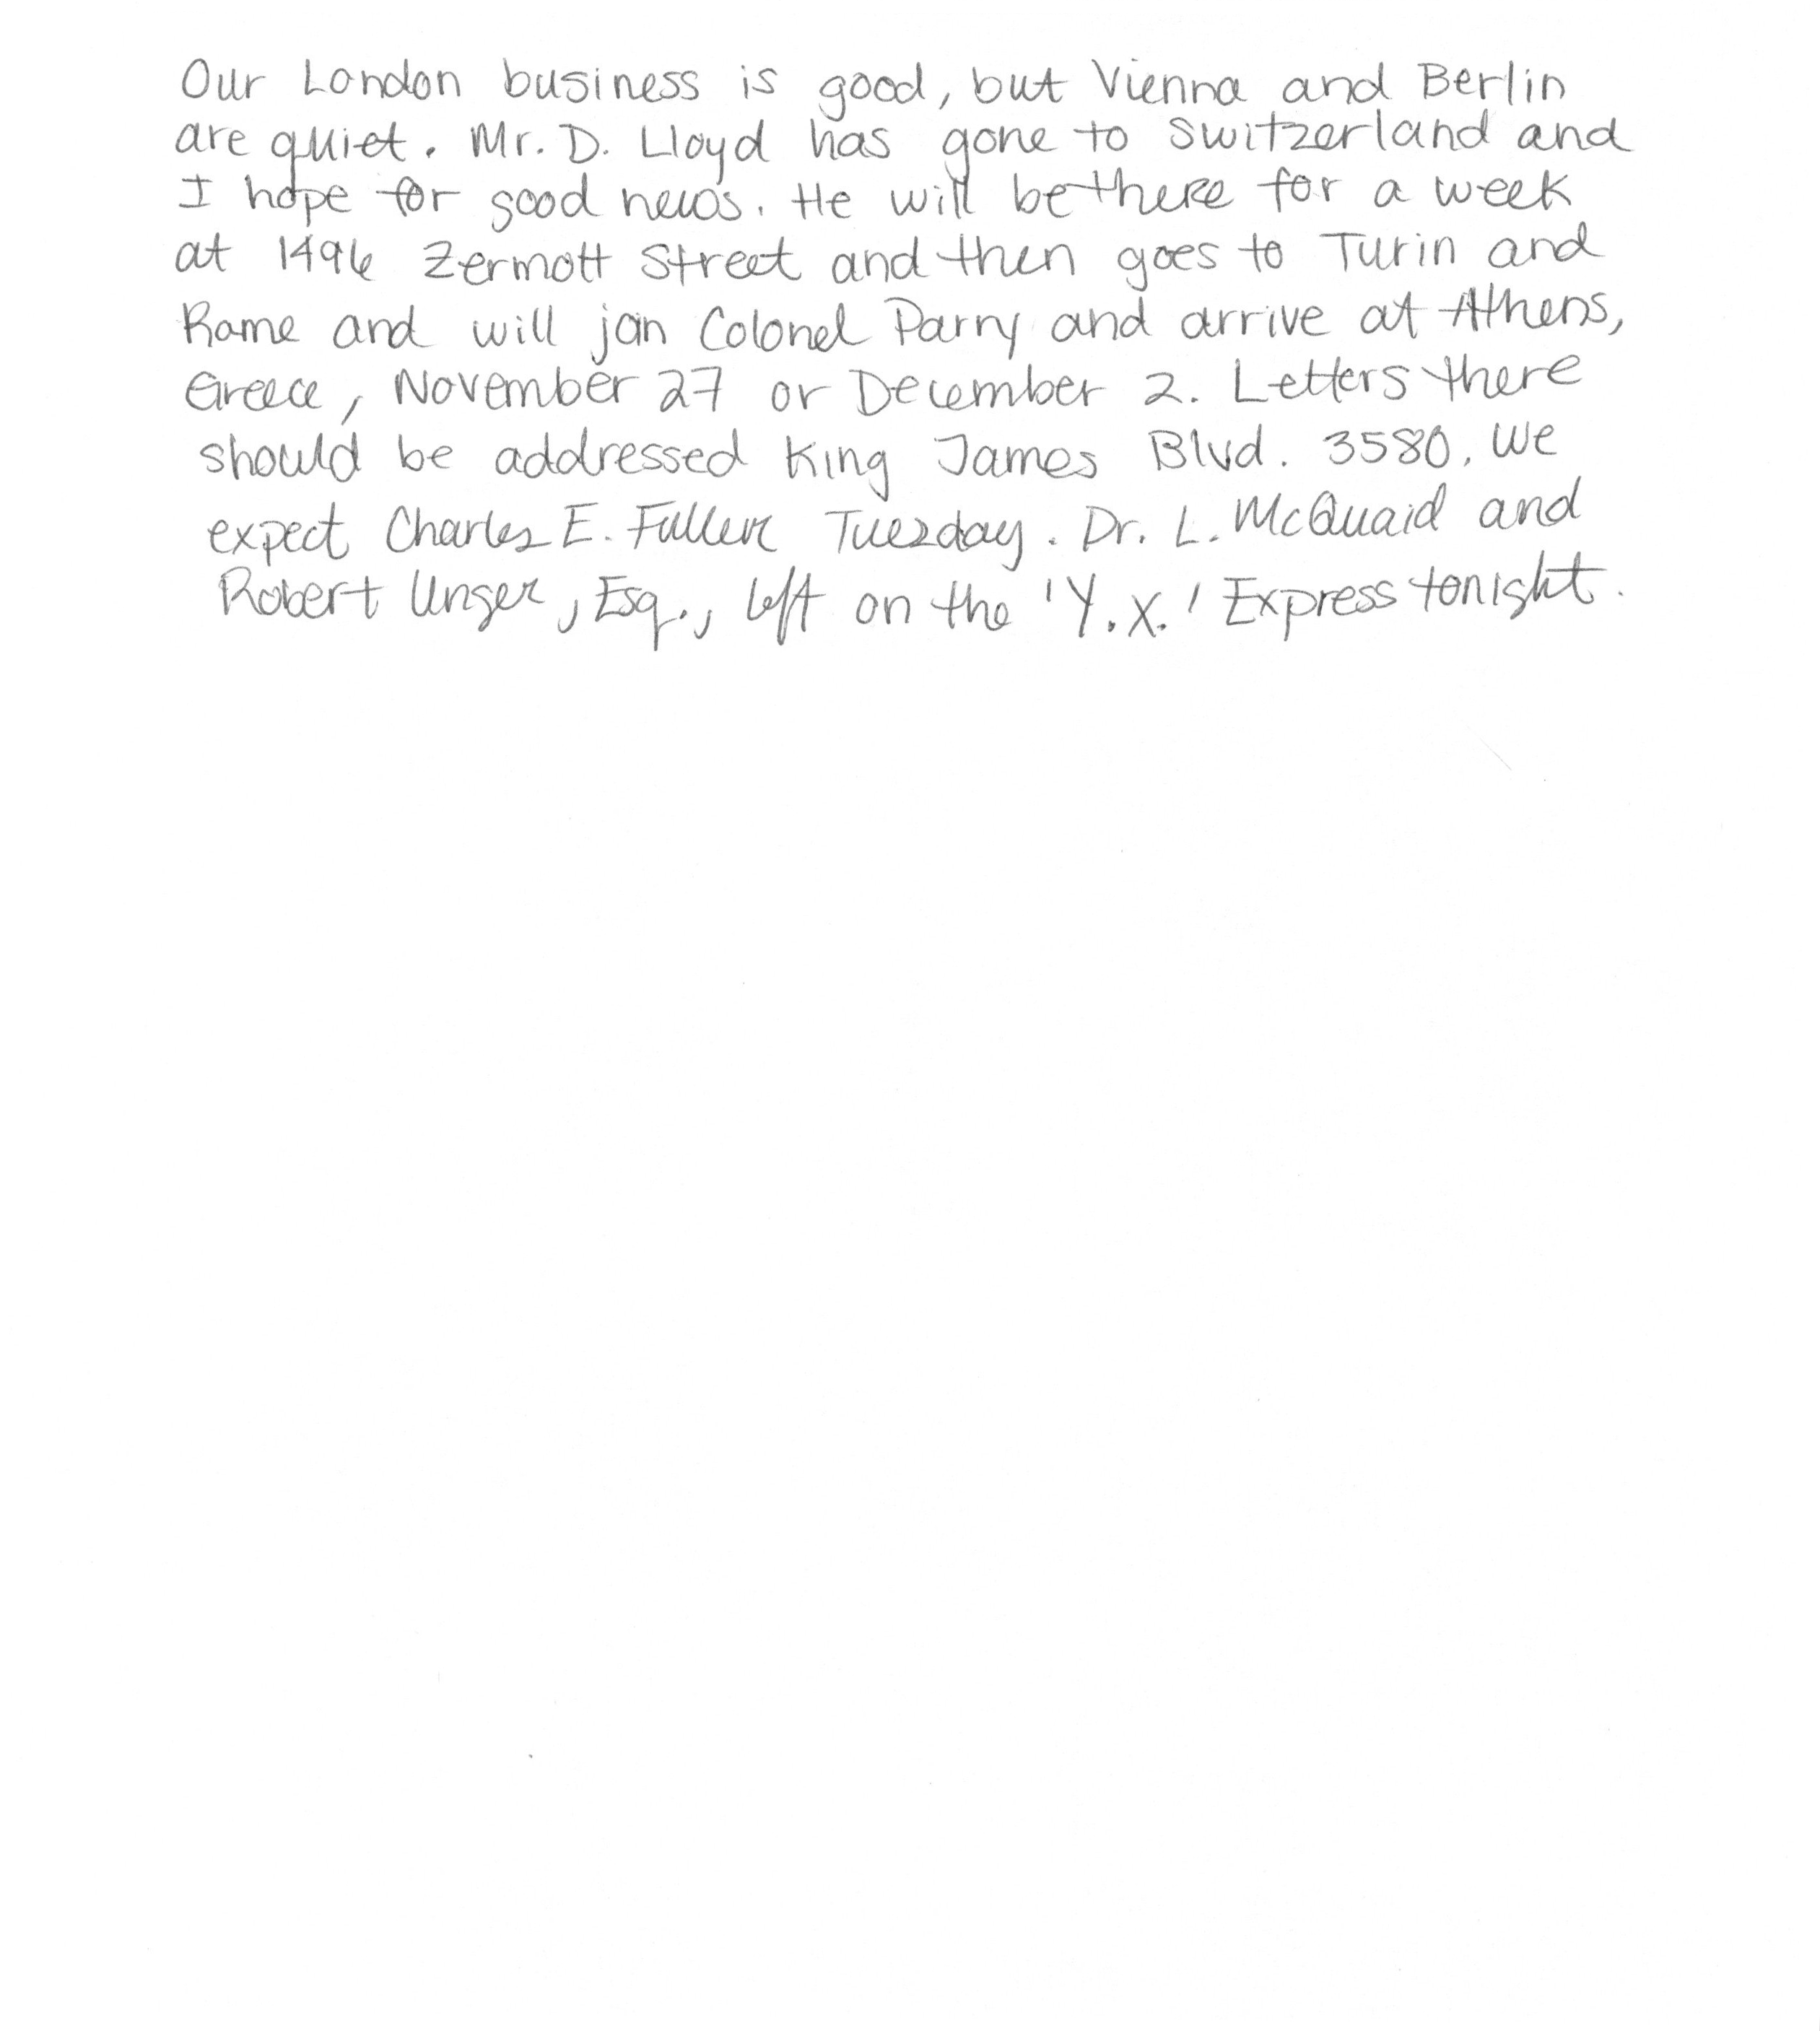 Our London business is good, but Vienna and Berlin
are quiet. Mr. D. Lloyd has gone to Switzerland and
I hope for good news. He will be there for a week
at 1496 Zermott Street and then goes to Turin and
Rome and will join Colonel Parry and arrive at Athens,
Greece, November 27 or December 2. Letters there
should be addressed King James Blvd. 3580. We
expect Charles E. Fuller Tuesday. Dr. L. McQuaid and
Robert Unger, Esq., left on the 'Y.X.' Express tonight.